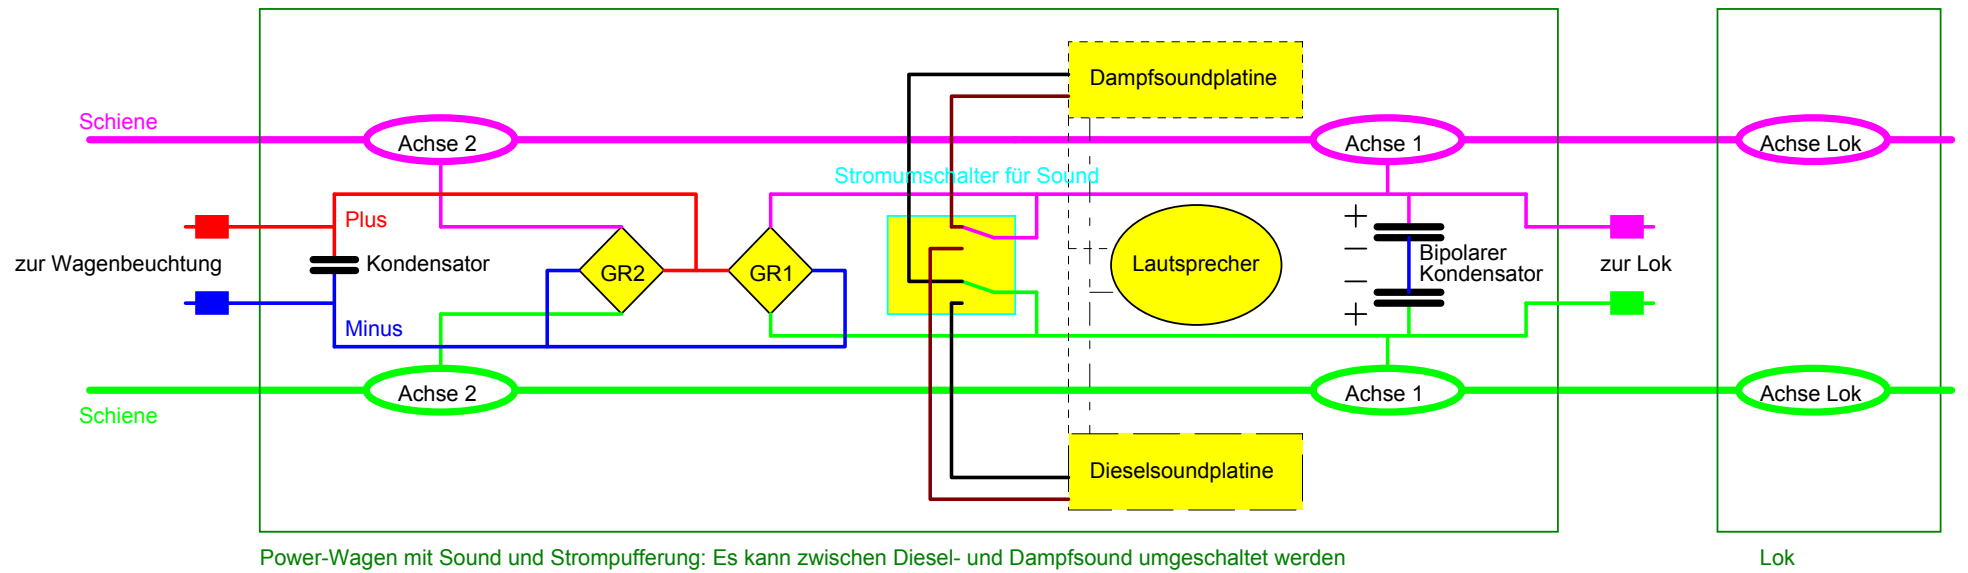 Dampfsoundplatine
Schiene
Achse 2
Achse 1
Achse Lok
Stromumschalter für Sound
Plus
+
zur Wagenbeuchtung
Kondensator
GR2
GR1
Lautsprecher
−
Bipolarer
Kondensator
zur Lok
−
Minus
+
Achse 2
Achse 1
Achse Lok
Schiene
Dieselsoundplatine
Power-Wagen mit Sound und Strompufferung: Es kann zwischen Diesel- und Dampfsound umgeschaltet werden
Lok